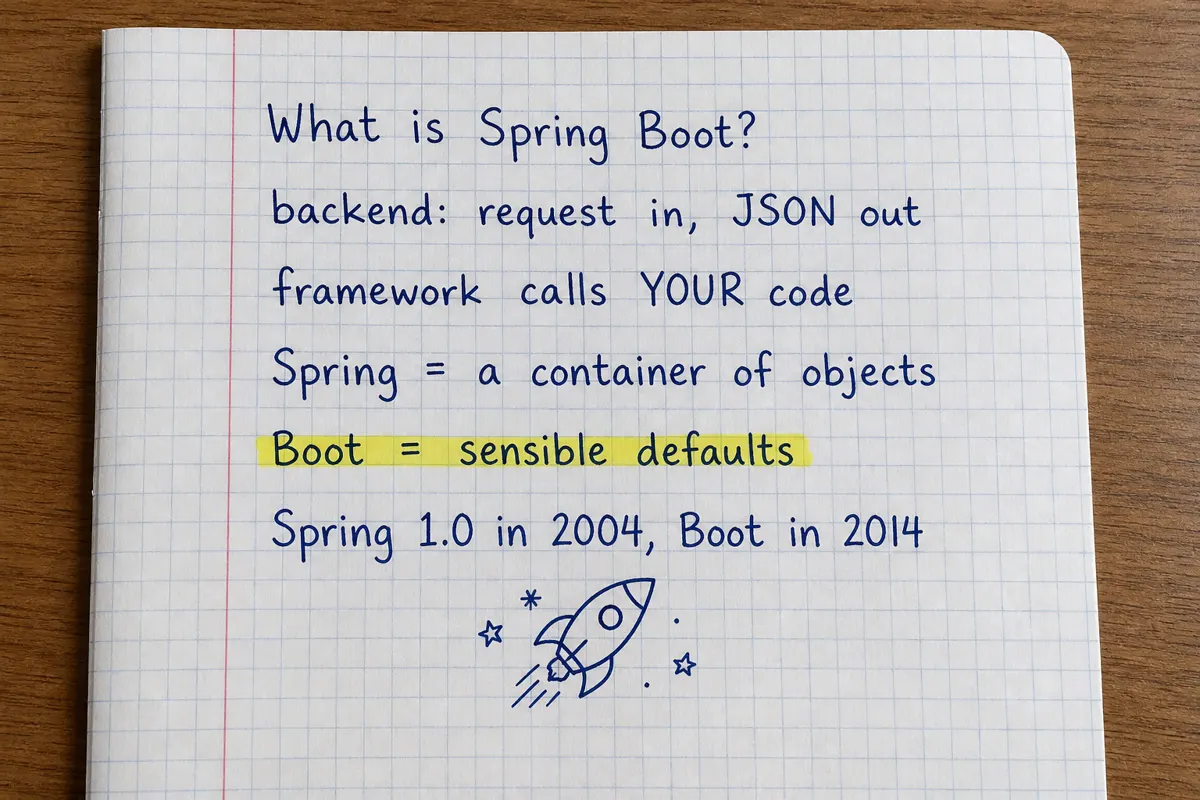 What is Spring Boot?
backend: request in, JSON out
framework calls YOUR code
Spring = a container of objects
Boot = sensible defaults
Spring 1.0 in 2004, Boot in 2014